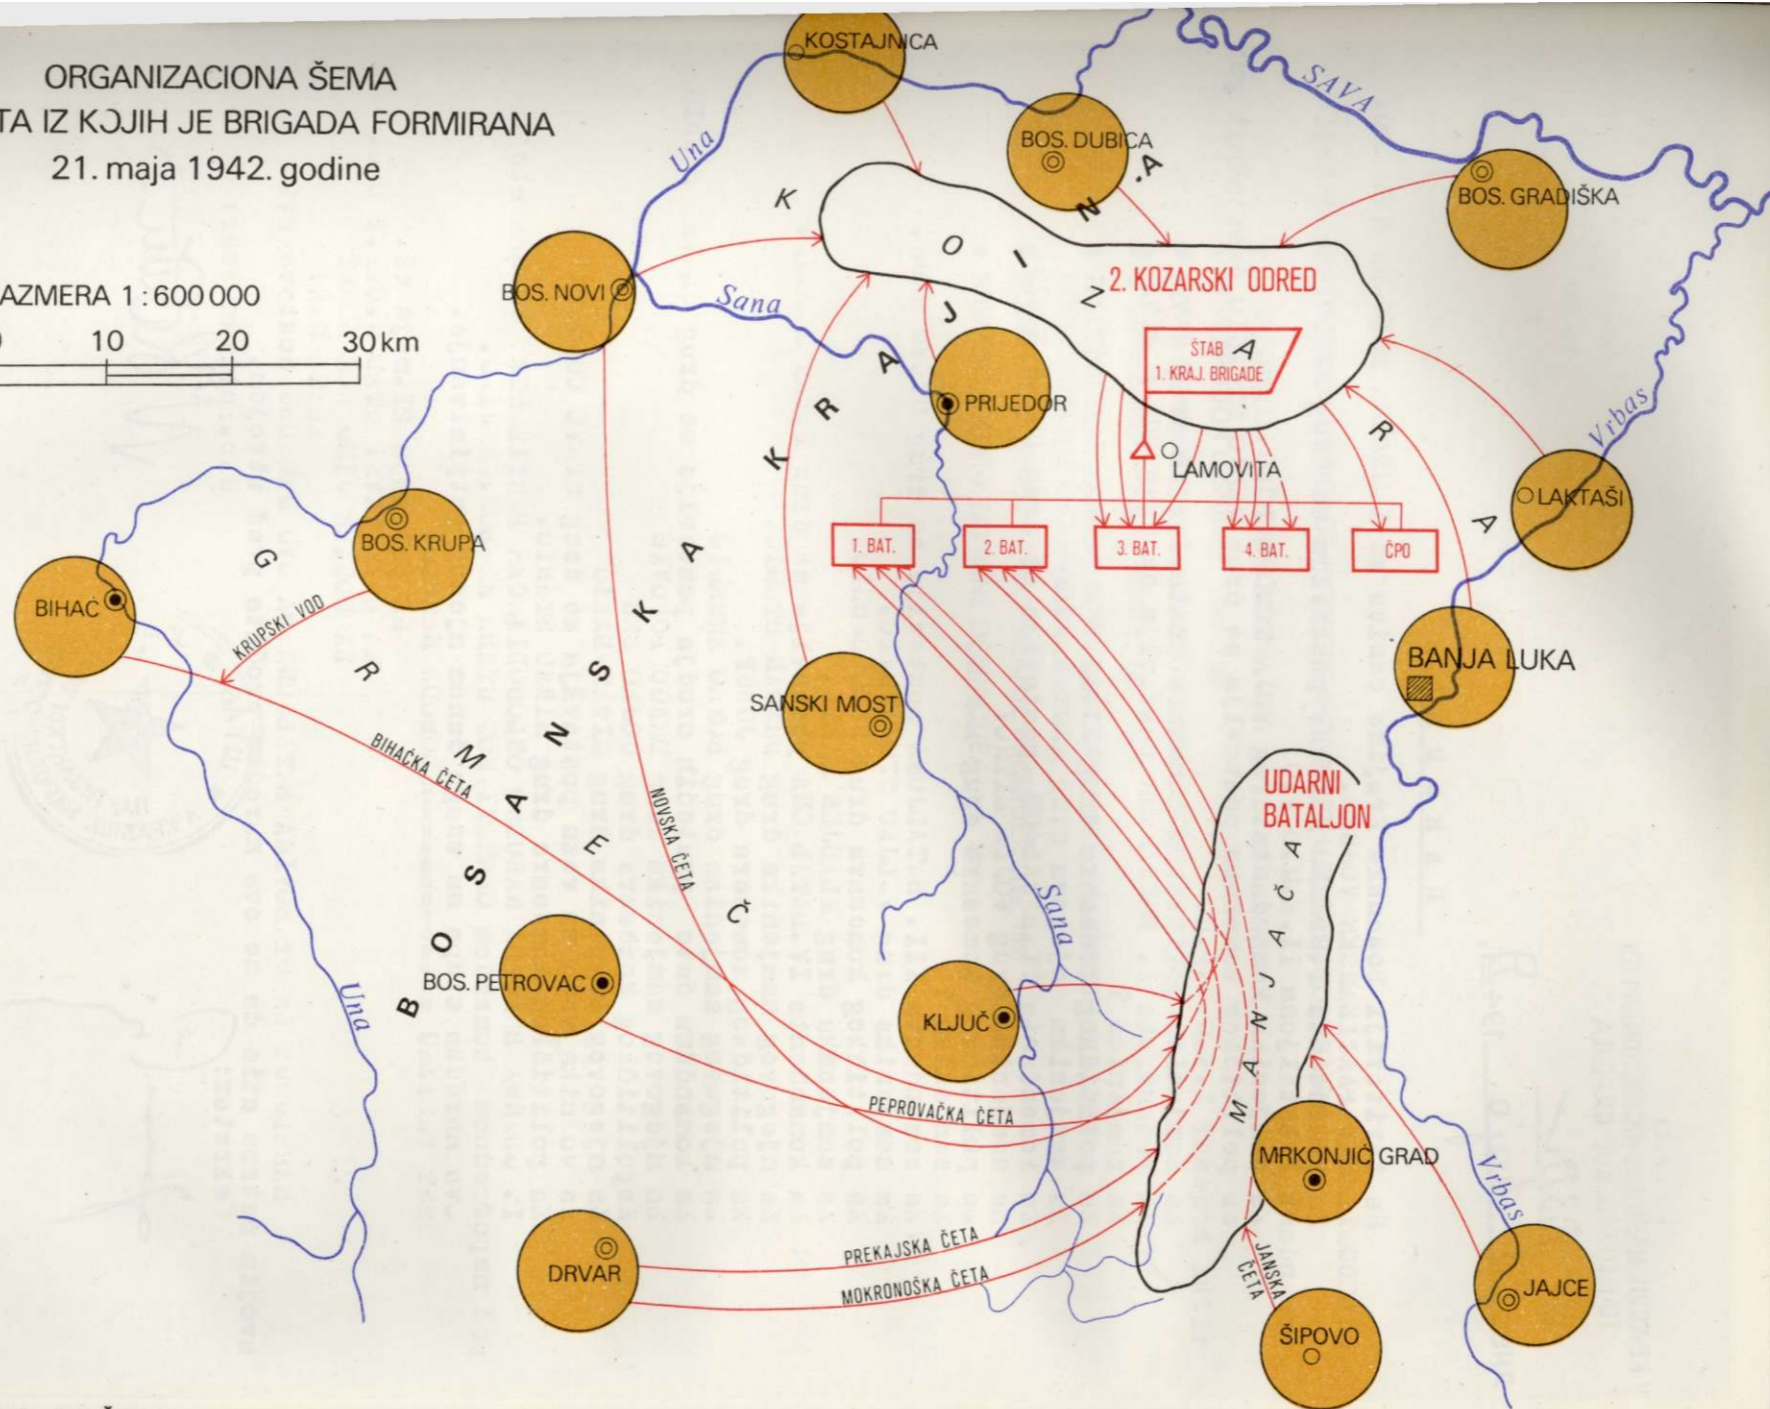 ORGANIZACIONA ŠEMA
TA IZ KOJIH JE BRIGADA FORMIRANA
21. maja 1942. godine
AZMERA 1:600 000
10 20 30 km
KOSTAJNICA
BOS. DUBICA
SAVA
BOS. GRADIŠKA
Una
BOS. NOVI
Sana
K O Z A R A
2. KOZARSKI ODRED
ŠTAB
1. KRAJ. BRIGADE
PRIJEDOR
LAMOVITA
Vrbas
LAKTAŠI
1. BAT.
2. BAT.
3. BAT.
4. BAT.
ČPO
BOS. KRUPA
BIHAĆ
KRUPSKI VOD
G R M E Č
BOSANSKA KRAJINA
BANJA LUKA
SANSKI MOST
BIHAĆKA ČETA
NOVSKA ČETA
UDARNI
BATALJON
MANJAČA
Sana
BOS. PETROVAC
Una
KLJUČ
PEPROVAČKA ČETA
MRKONJIĆ GRAD
Vrbas
DRVAR
PREKAJSKA ČETA
MOKRONOŠKA ČETA
JANSKA
ČETA
JAJCE
ŠIPOVO